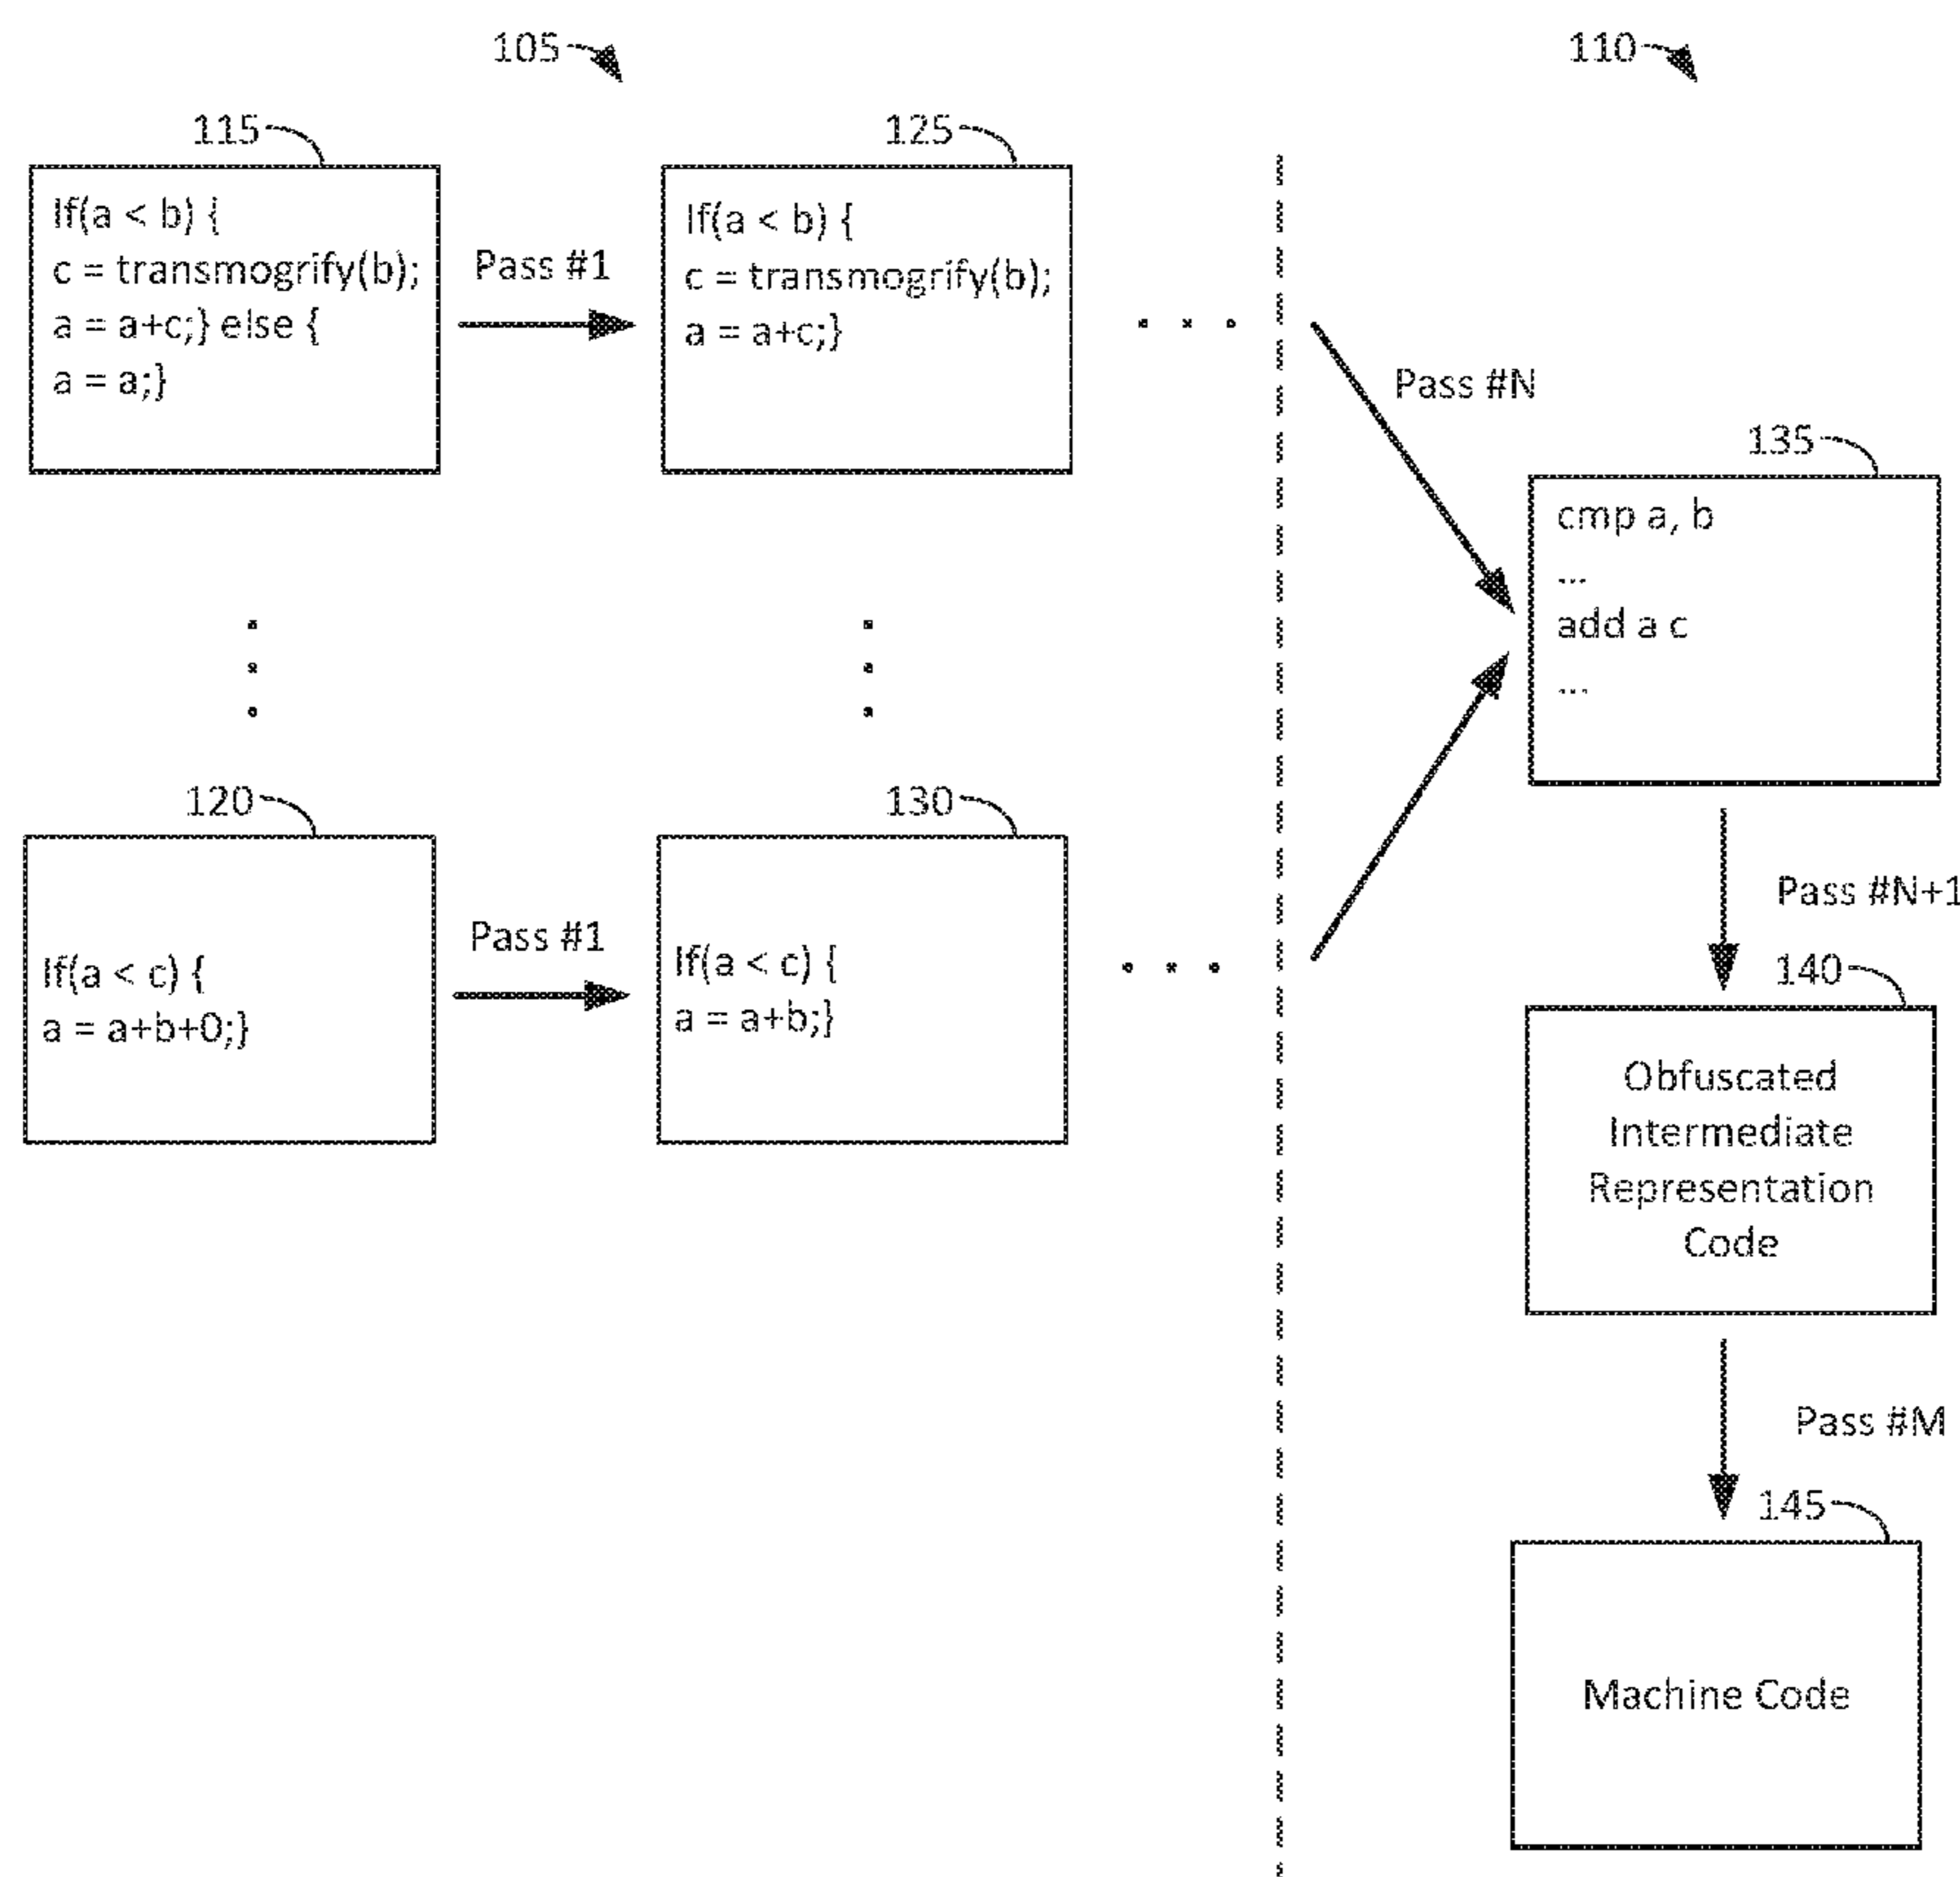 105
110
115
125
If(a < b) {
c = transmogrify(b);
a = a+c;} else {
a = a;}
Pass #1
If(a < b) {
c = transmogrify(b);
a = a+c;}
Pass #N
135
cmp a, b
...
add a c
...
120
130
If(a < c) {
a = a+b+0;}
Pass #1
If(a < c) {
a = a+b;}
Pass #N+1
140
Obfuscated
Intermediate
Representation
Code
Pass #M
145
Machine Code